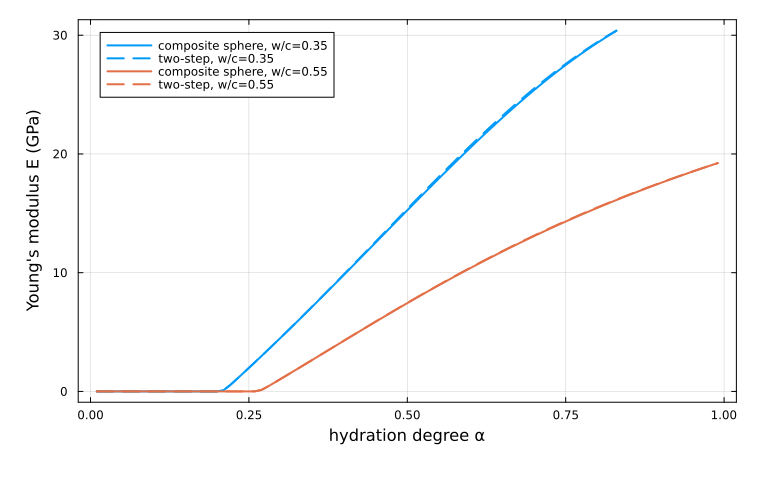 composite sphere, w/c=0.35
two-step, w/c=0.35
composite sphere, w/c=0.55
two-step, w/c=0.55
Young's modulus E (GPa)
30
20
10
0
0.00 0.25 0.50 0.75 1.00
hydration degree α